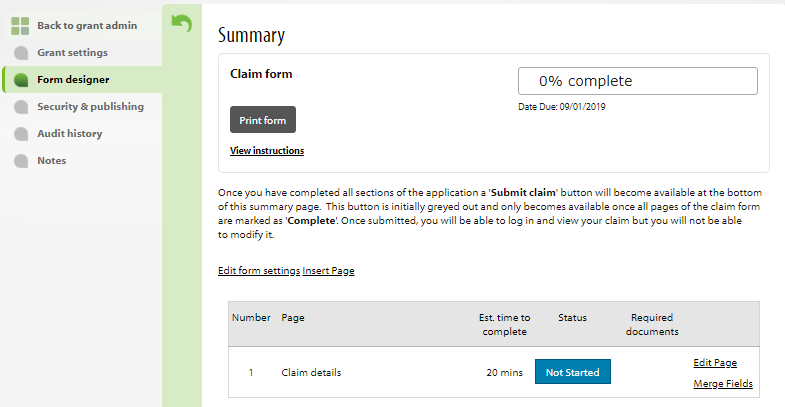 Back to grant admin
Grant settings
Form designer
Security & publishing
Audit history
Notes
Summary
Claim form
0% complete
Date Due: 09/01/2019
Print form
View instructions
Once you have completed all sections of the application a 'Submit claim' button will become available at the bottom
of this summary page.  This button is initially greyed out and only becomes available once all pages of the claim form
are marked as 'Complete'. Once submitted, you will be able to log in and view your claim but you will not be able
to modify it.
Edit form settings Insert Page
Number Page Est. time to complete Status Required documents
1 Claim details 20 mins Not Started Edit Page
Merge Fields